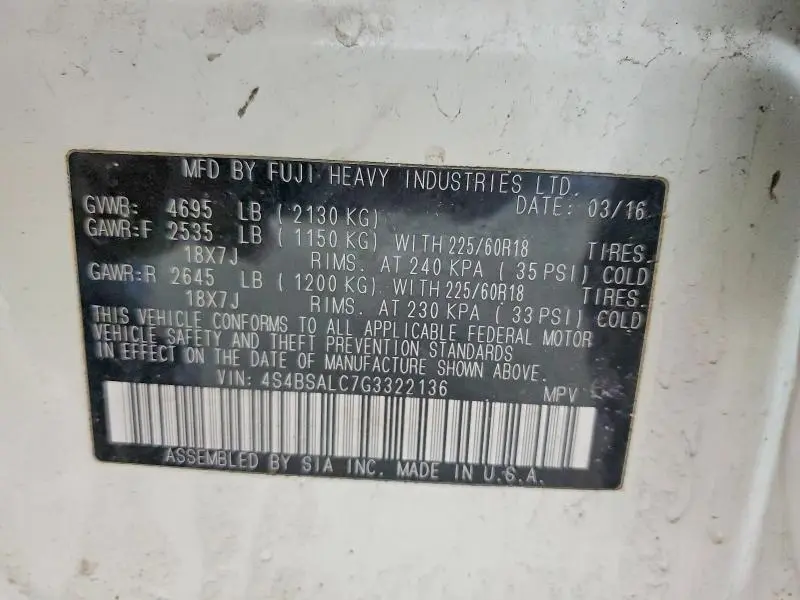 MFD BY FUJI HEAVY INDUSTRIES LTD.
DATE: 03/16
GVWR: 4695 LB ( 2130 KG)
GAWR:F 2535 LB ( 1150 KG) WITH 225/60R18 TIRES.
18X7J RIMS. AT 240 KPA ( 35 PSI) COLD
GAWR:R 2645 LB ( 1200 KG) WITH 225/60R18 TIRES.
18X7J RIMS. AT 230 KPA ( 33 PSI) COLD
THIS VEHICLE CONFORMS TO ALL APPLICABLE FEDERAL MOTOR
VEHICLE SAFETY AND THEFT PREVENTION STANDARDS
IN EFFECT ON THE DATE OF MANUFACTURE SHOWN ABOVE.
VIN: 4S4BSALC7G3322136 MPV
ASSEMBLED BY SIA INC. MADE IN U.S.A.